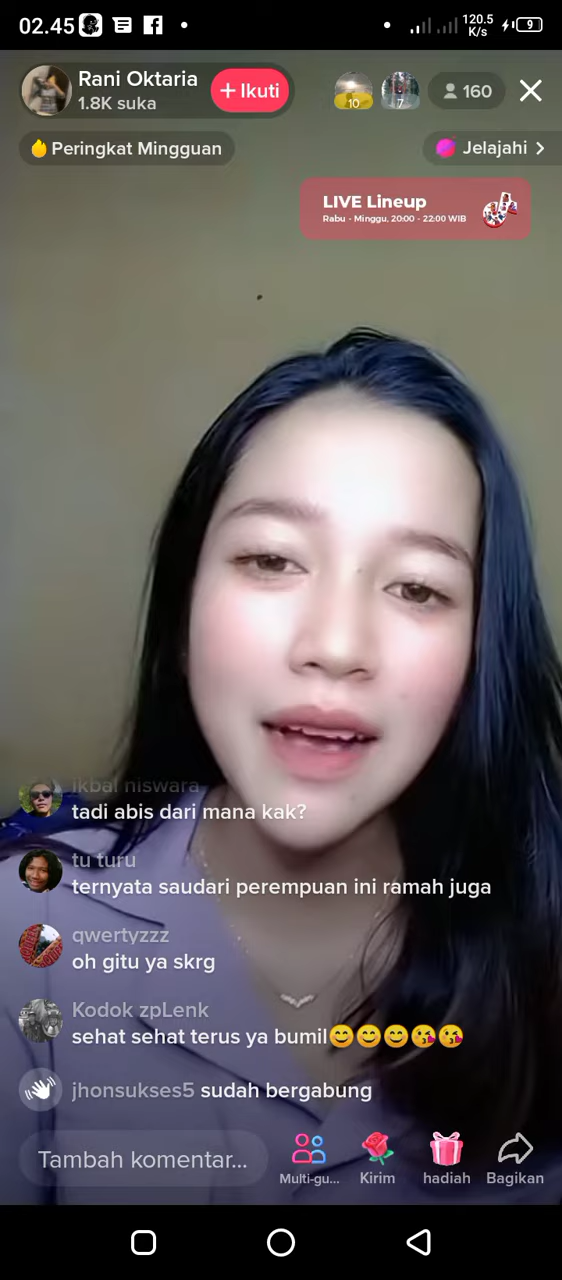 02.45
120.5
K/s
9
Rani Oktaria
1.8K suka
+ Ikuti
10
7
160
Peringkat Mingguan
Jelajahi
LIVE Lineup
Rabu - Minggu, 20:00 - 22:00 WIB
ikbal niswara
tadi abis dari mana kak?
tu turu
ternyata saudari perempuan ini ramah juga
qwertyzzz
oh gitu ya skrg
Kodok zpLenk
sehat sehat terus ya bumil😊😊😊😘😘
jhonsukses5 sudah bergabung
Tambah komentar...
Multi-gu...
Kirim
hadiah
Bagikan